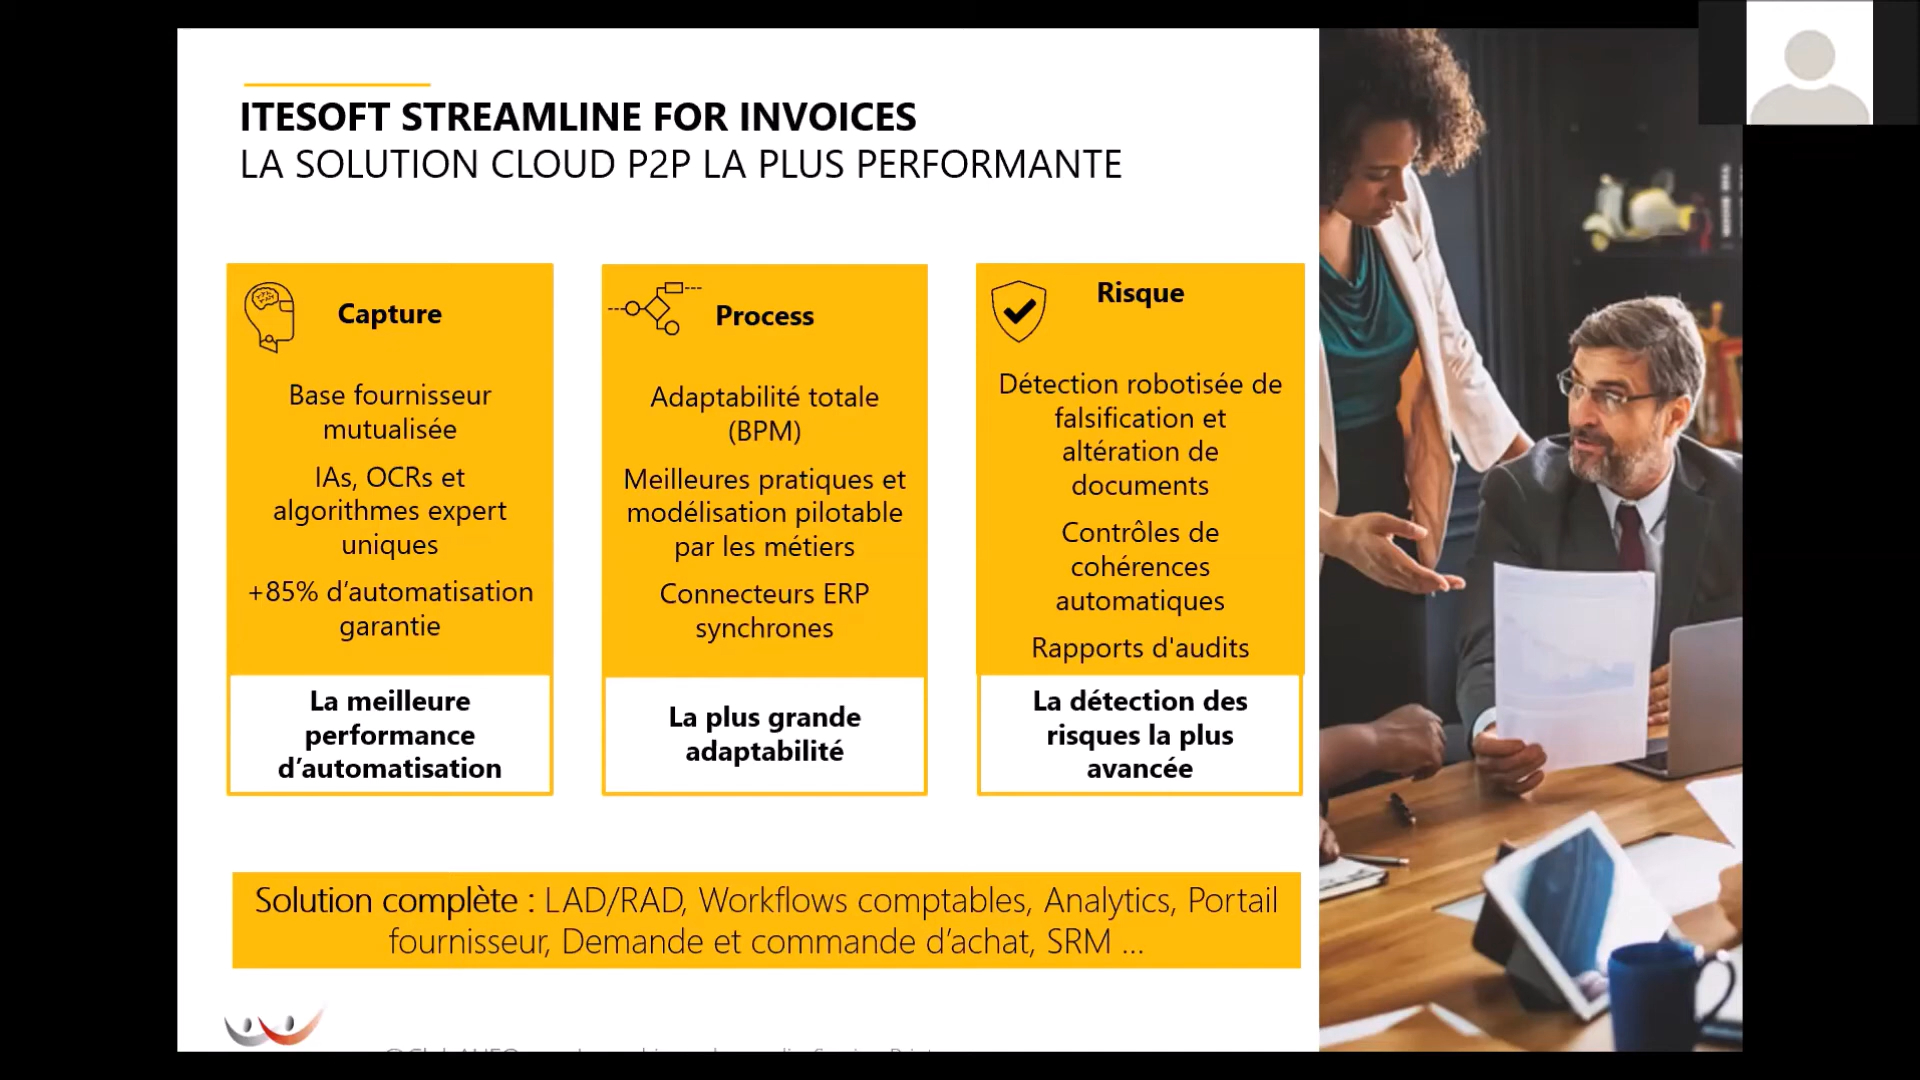 ITESOFT STREAMLINE FOR INVOICES
LA SOLUTION CLOUD P2P LA PLUS PERFORMANTE
Capture
Base fournisseur
mutualisée
IAs, OCRs et
algorithmes expert
uniques
+85% d’automatisation
garantie
La meilleure
performance
d’automatisation
Process
Adaptabilité totale
(BPM)
Meilleures pratiques et
modélisation pilotable
par les métiers
Connecteurs ERP
synchrones
La plus grande
adaptabilité
Risque
Détection robotisée de
falsification et
altération de
documents
Contrôles de
cohérences
automatiques
Rapports d'audits
La détection des
risques la plus
avancée
Solution complète : LAD/RAD, Workflows comptables, Analytics, Portail
fournisseur, Demande et commande d’achat, SRM ...